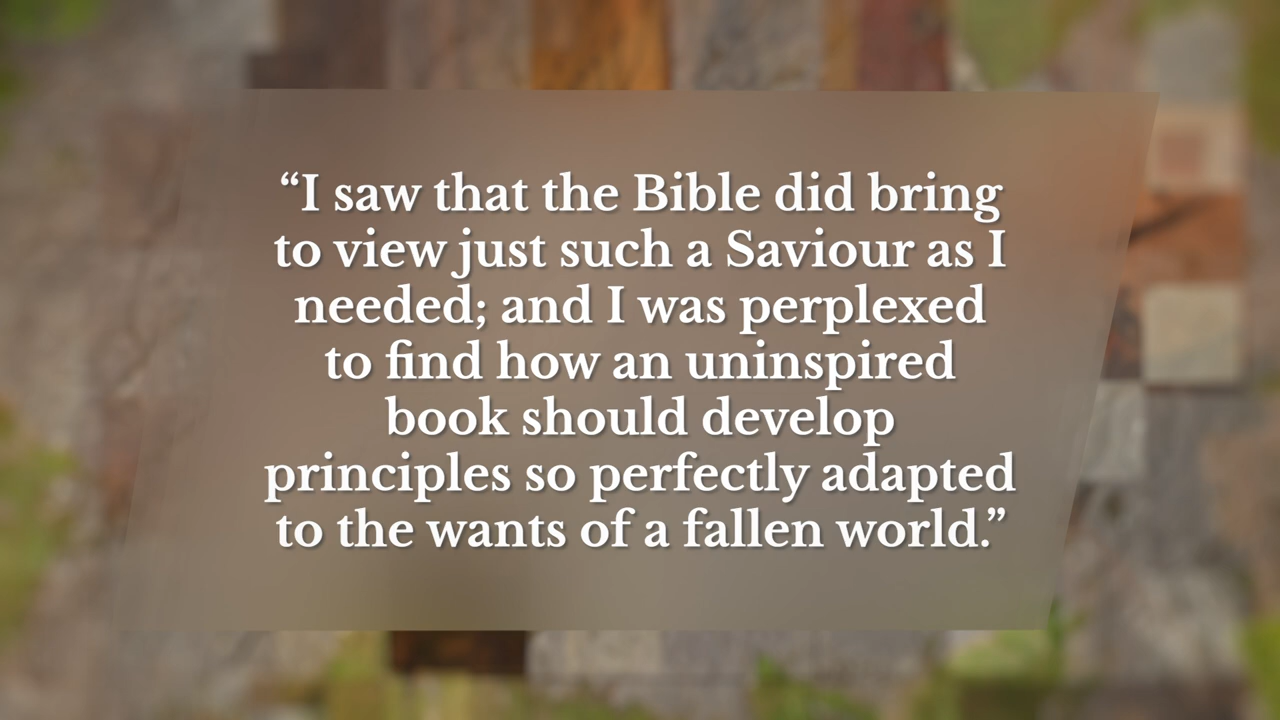 “I saw that the Bible did bring
to view just such a Saviour as I
needed; and I was perplexed
to find how an uninspired
book should develop
principles so perfectly adapted
to the wants of a fallen world.”